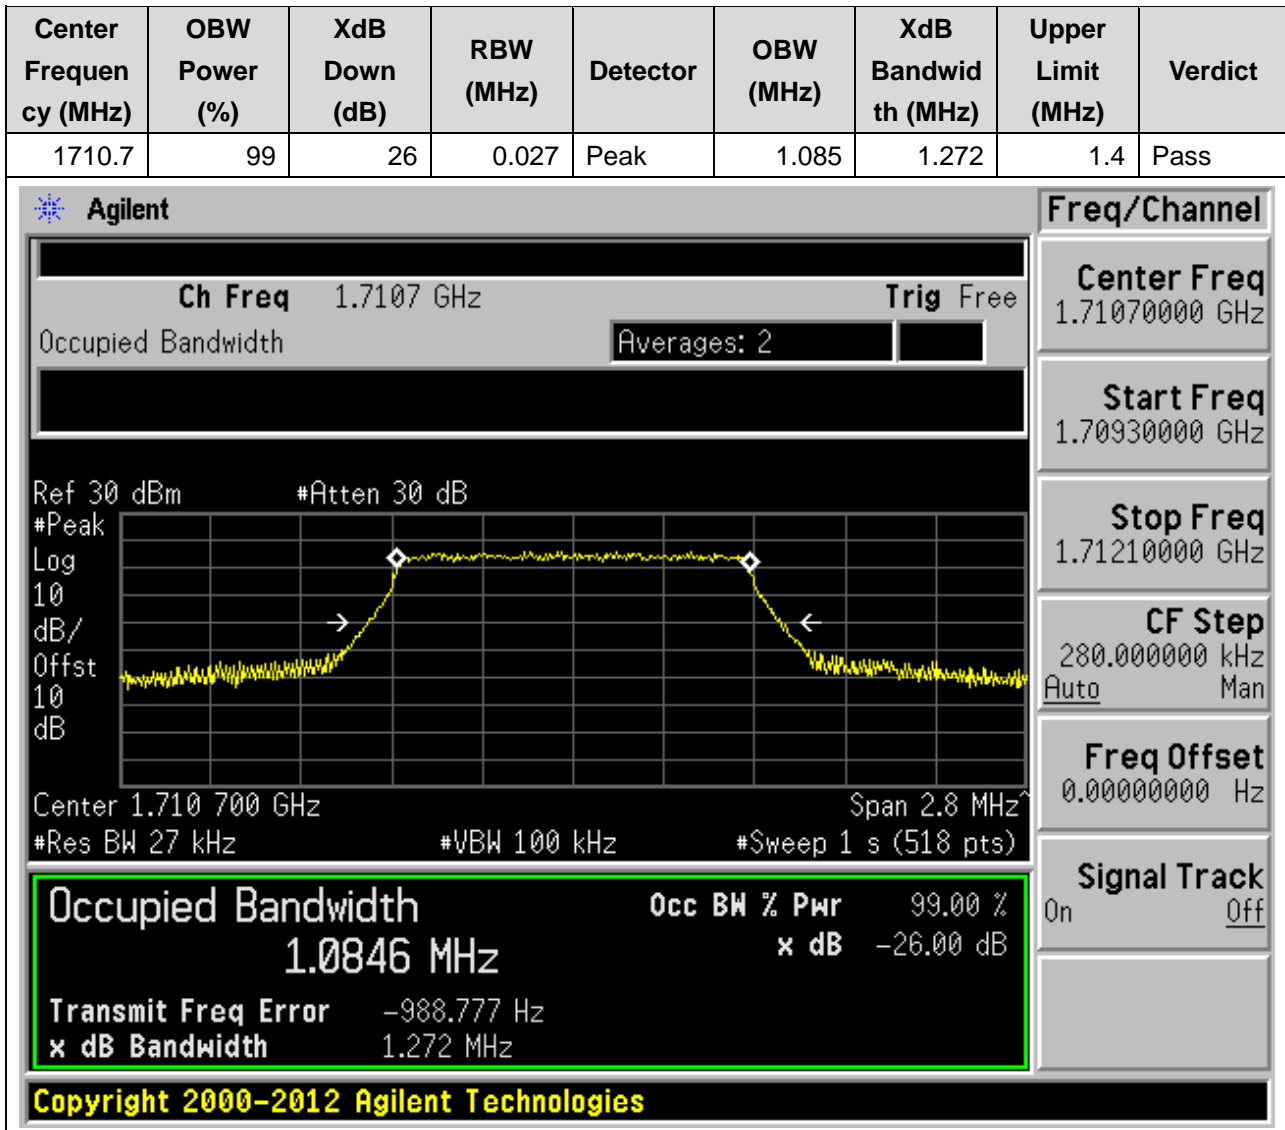 Center Frequency (MHz) OBW Power (%) XdB Down (dB) RBW (MHz) Detector OBW (MHz) XdB Bandwidth (MHz) Upper Limit (MHz) Verdict
1710.7 99 26 0.027 Peak 1.085 1.272 1.4 Pass
Agilent
Freq/Channel
Ch Freq 1.7107 GHz Trig Free
Occupied Bandwidth Averages: 2
Ref 30 dBm #Atten 30 dB
#Peak
Log
10
dB/
Offst
10
dB
Center 1.710 700 GHz Span 2.8 MHz^
#Res BW 27 kHz #VBW 100 kHz #Sweep 1 s (518 pts)
Occupied Bandwidth Occ BW % Pwr 99.00 %
1.0846 MHz x dB -26.00 dB
Transmit Freq Error -988.777 Hz
x dB Bandwidth 1.272 MHz
Center Freq
1.71070000 GHz
Start Freq
1.70930000 GHz
Stop Freq
1.71210000 GHz
CF Step
280.000000 kHz
Auto Man
Freq Offset
0.00000000 Hz
Signal Track
On Off
Copyright 2000-2012 Agilent Technologies